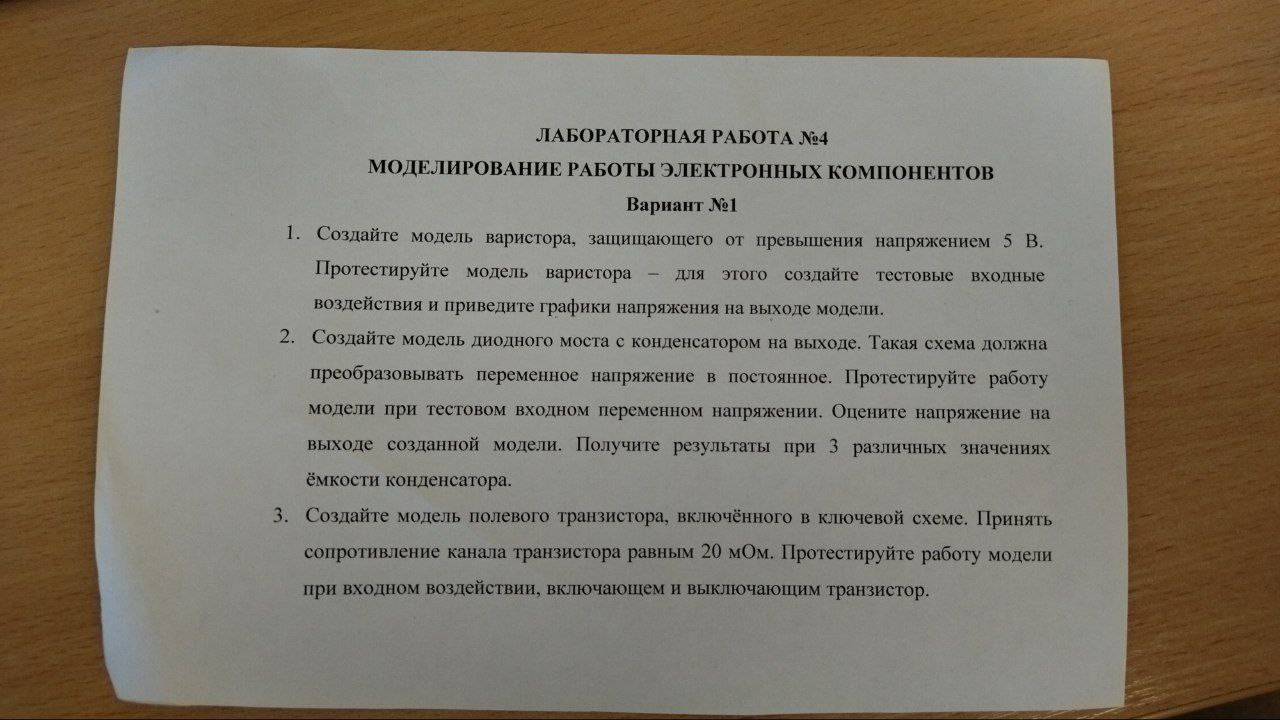 ЛАБОРАТОРНАЯ РАБОТА №4
МОДЕЛИРОВАНИЕ РАБОТЫ ЭЛЕКТРОННЫХ КОМПОНЕНТОВ
Вариант №1
1. Создайте модель варистора, защищающего от превышения напряжением 5 В.
Протестируйте модель варистора – для этого создайте тестовые входные
воздействия и приведите графики напряжения на выходе модели.
2. Создайте модель диодного моста с конденсатором на выходе. Такая схема должна
преобразовывать переменное напряжение в постоянное. Протестируйте работу
модели при тестовом входном переменном напряжении. Оцените напряжение на
выходе созданной модели. Получите результаты при 3 различных значениях
ёмкости конденсатора.
3. Создайте модель полевого транзистора, включённого в ключевой схеме. Принять
сопротивление канала транзистора равным 20 мОм. Протестируйте работу модели
при входном воздействии, включающем и выключающим транзистор.